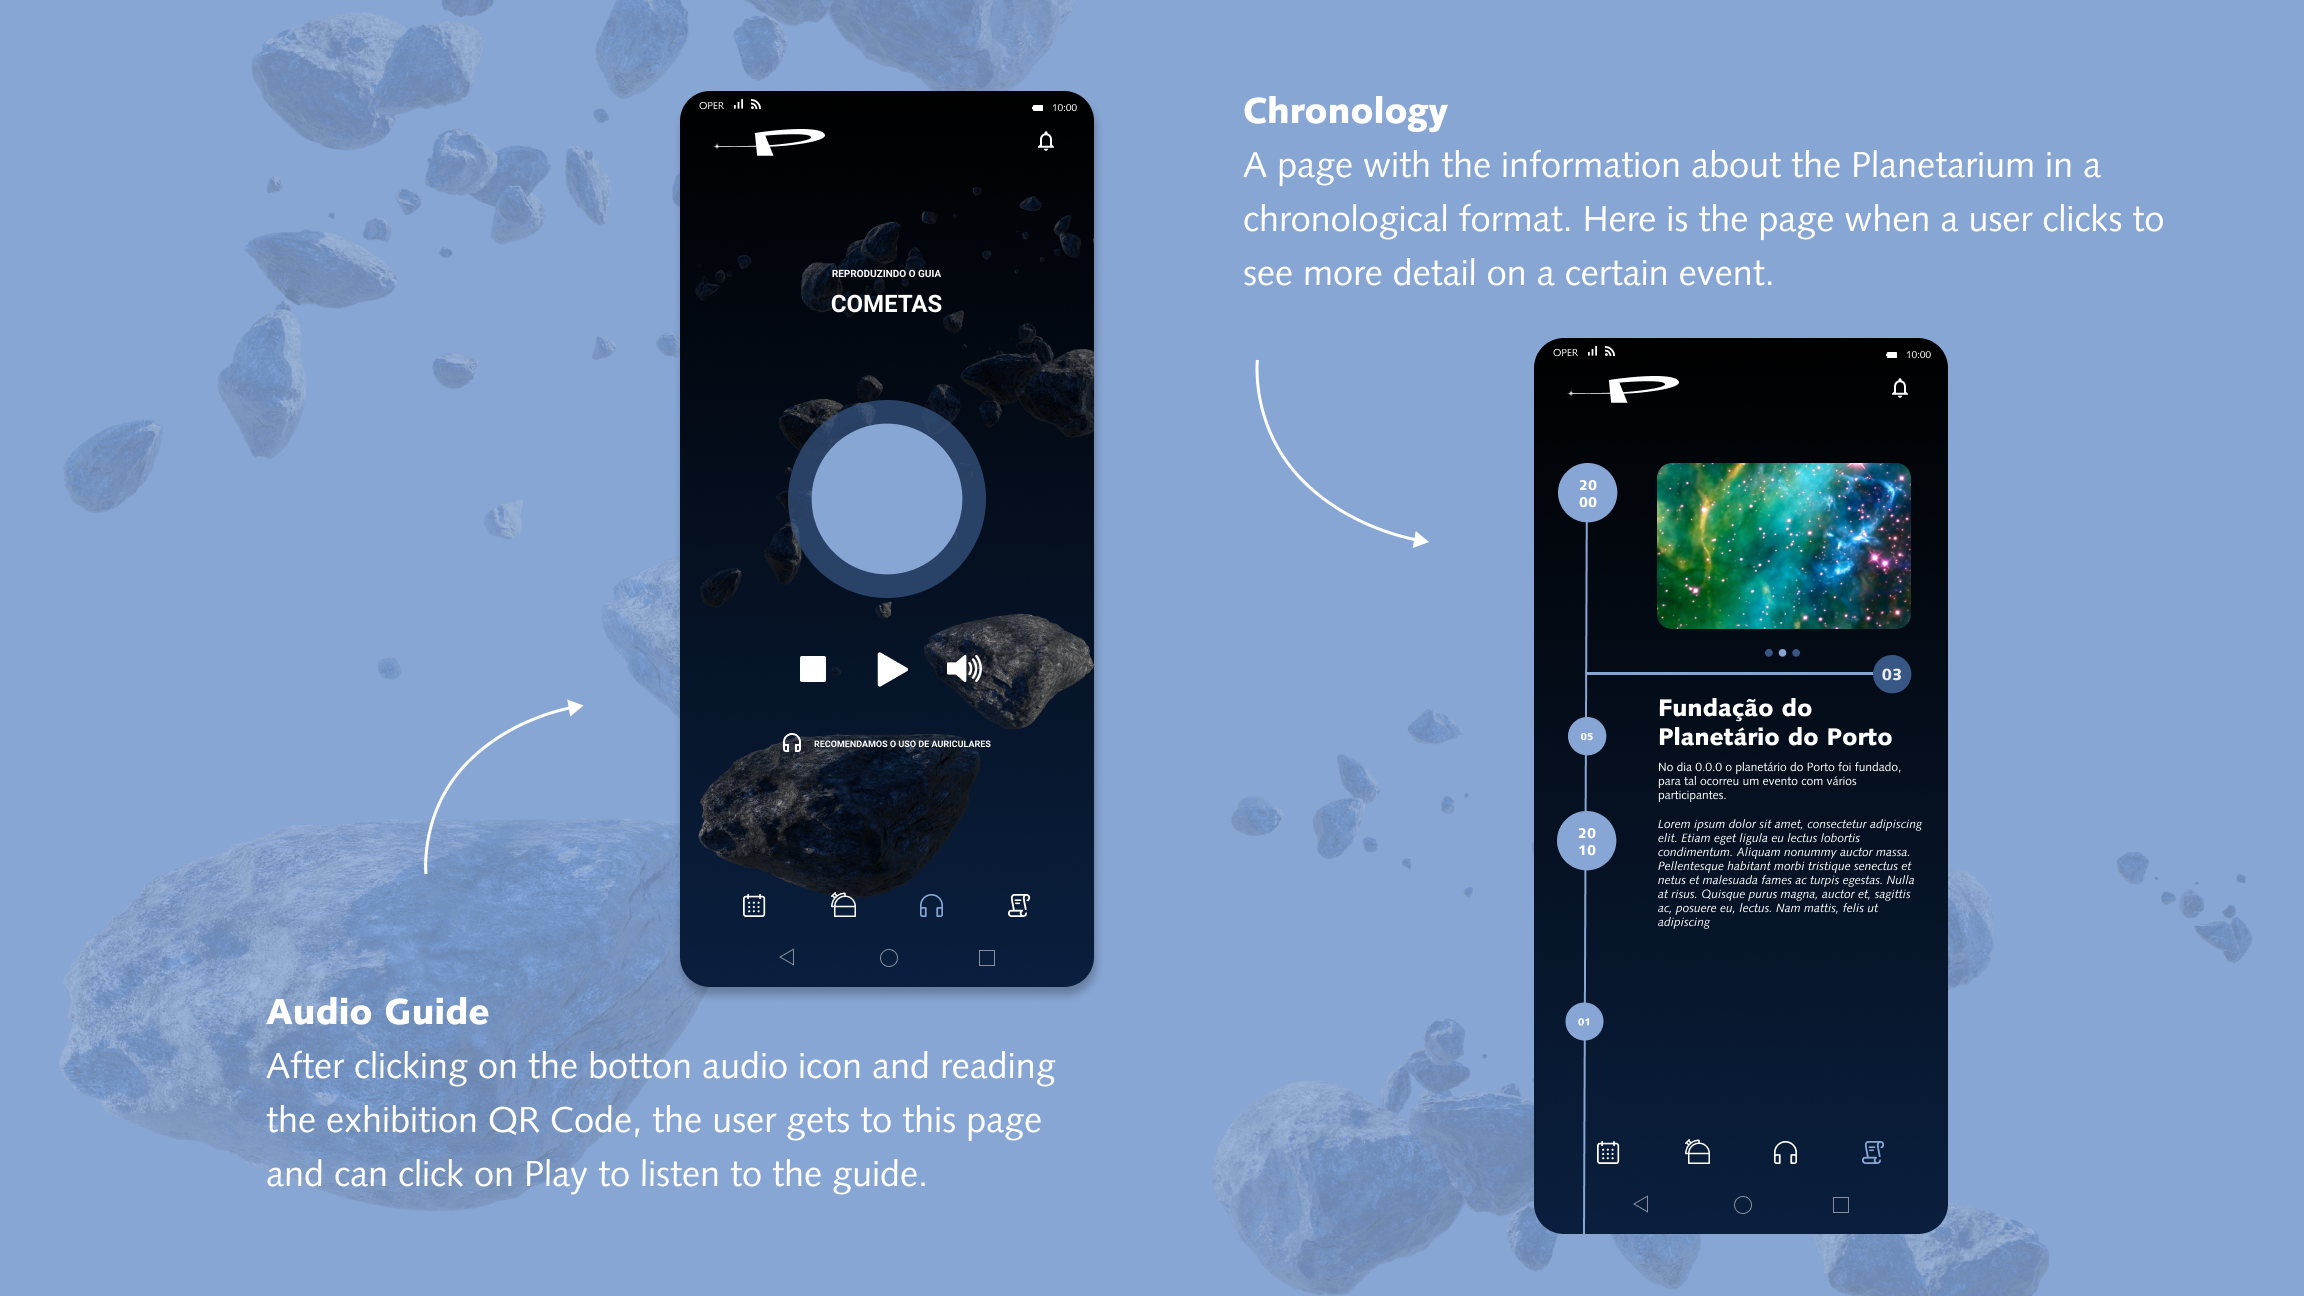 OPER
10:00
REPRODUZINDO O GUIA
COMETAS
RECOMENDAMOS O USO DE AURICULARES
Audio Guide
After clicking on the botton audio icon and reading
the exhibition QR Code, the user gets to this page
and can click on Play to listen to the guide.
Chronology
A page with the information about the Planetarium in a
chronological format. Here is the page when a user clicks to
see more detail on a certain event.
OPER
10:00
20
00
03
05
20
10
01
Fundação do
Planetário do Porto
No dia 0.0.0 o planetário do Porto foi fundado,
para tal ocorreu um evento com vários
participantes.
Lorem ipsum dolor sit amet, consectetur adipiscing
elit. Etiam eget ligula eu lectus lobortis
condimentum. Aliquam nonummy auctor massa.
Pellentesque habitant morbi tristique senectus et
netus et malesuada fames ac turpis egestas. Nulla
at risus. Quisque purus magna, auctor et, sagittis
ac, posuere eu, lectus. Nam mattis, felis ut
adipiscing